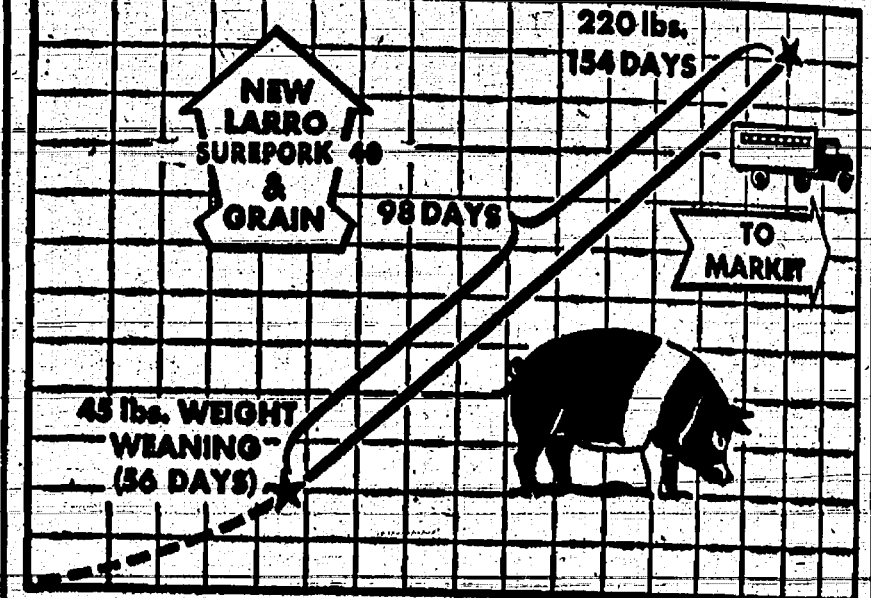 220 lbs.
154 DAYS
NEW
LARRO
SUREPORK 40
&
GRAIN
98 DAYS
TO
MARKET
45 lbs. WEIGHT
WEANING
(56 DAYS)